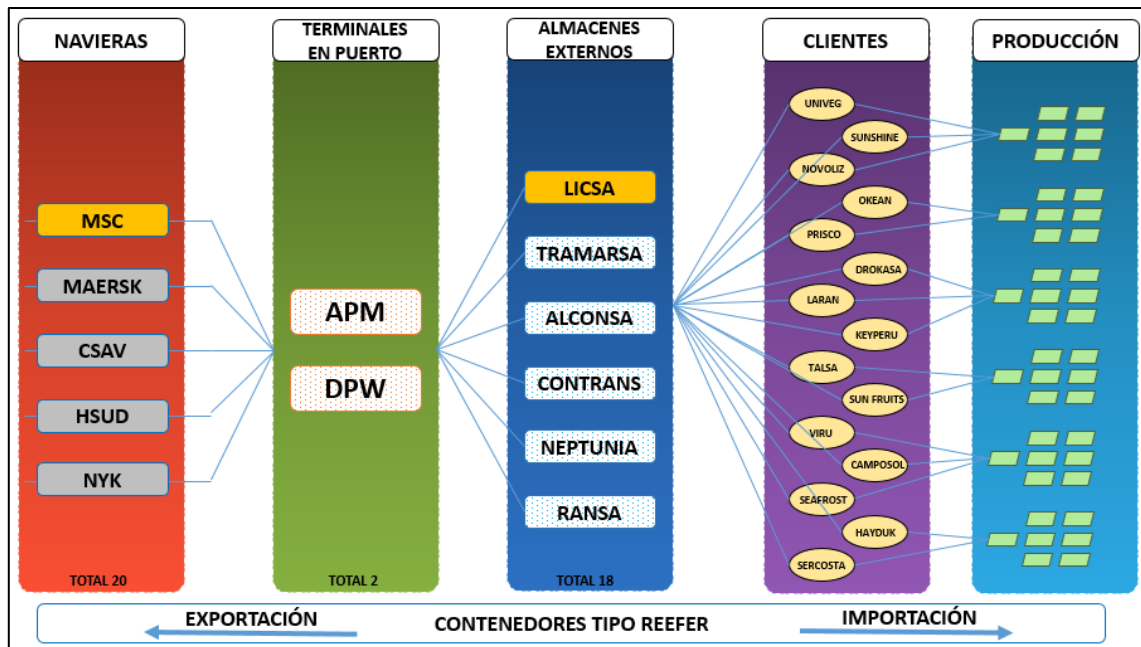 NAVIERAS
MSC
MAERSK
CSAV
HSUD
NYK
TOTAL 20
TERMINALES
EN PUERTO
APM
DPW
TOTAL 2
ALMACENES
EXTERNOS
LICSA
TRAMARSA
ALCONSA
CONTRANS
NEPTUNIA
RANSA
TOTAL 18
CLIENTES
UNIVEG
SUNSHINE
NOVOLIZ
OKEAN
PRISCO
DROKASA
LARAN
KEYPERU
TALSA
SUN FRUITS
VIRU
CAMPOSOL
SEAFROST
HAYDUK
SERCOSTA
PRODUCCIÓN
EXPORTACIÓN
CONTENEDORES TIPO REEFER
IMPORTACIÓN